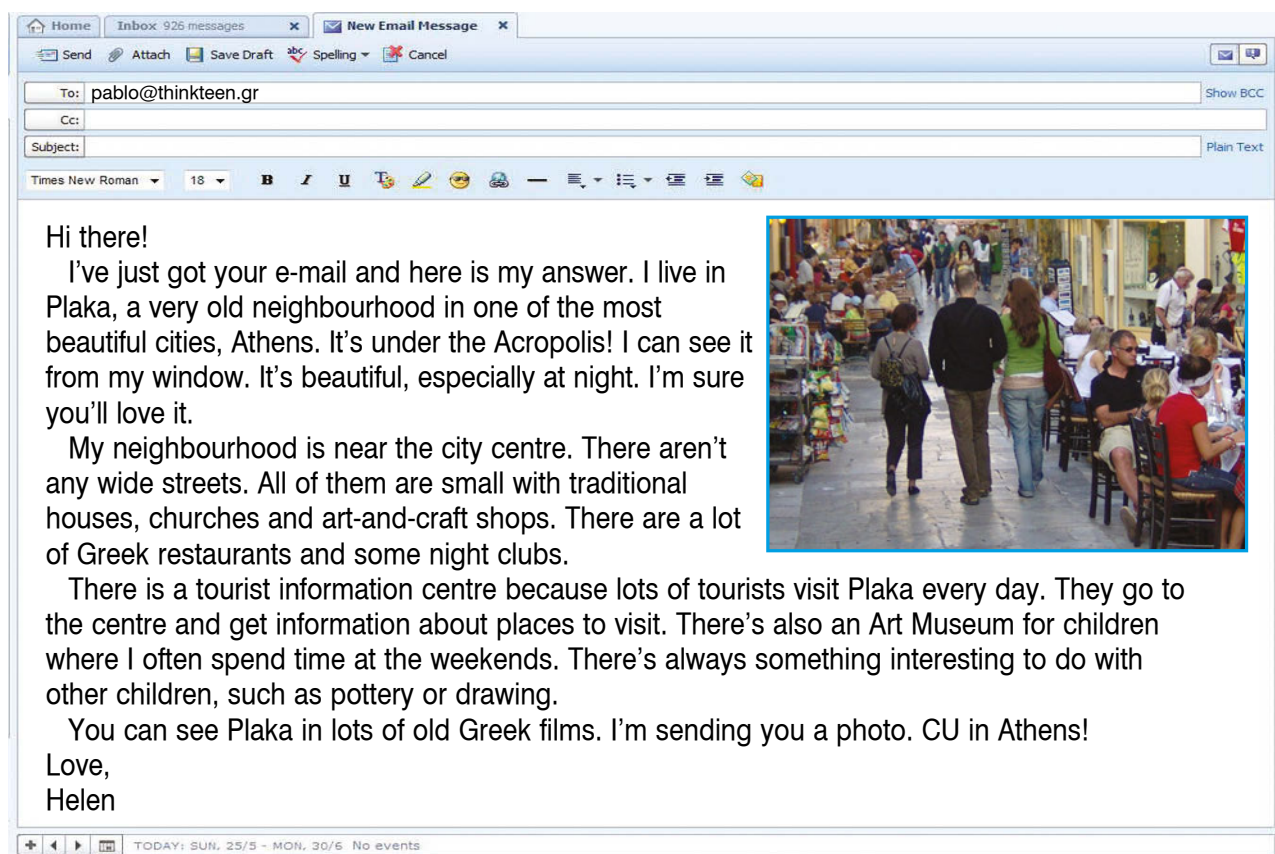 Home Inbox 926 messages x New Email Message x
Send Attach Save Draft abc Spelling Cancel
To: pablo@thinkteen.gr Show BCC
Cc:
Subject: Plain Text
Times New Roman 18 B I U T
Hi there!
I've just got your e-mail and here is my answer. I live in
Plaka, a very old neighbourhood in one of the most
beautiful cities, Athens. It's under the Acropolis! I can see it
from my window. It's beautiful, especially at night. I'm sure
you'll love it.
My neighbourhood is near the city centre. There aren't
any wide streets. All of them are small with traditional
houses, churches and art-and-craft shops. There are a lot
of Greek restaurants and some night clubs.
There is a tourist information centre because lots of tourists visit Plaka every day. They go to
the centre and get information about places to visit. There's also an Art Museum for children
where I often spend time at the weekends. There's always something interesting to do with
other children, such as pottery or drawing.
You can see Plaka in lots of old Greek films. I'm sending you a photo. CU in Athens!
Love,
Helen
TODAY: SUN, 25/5 - MON, 30/6 No events